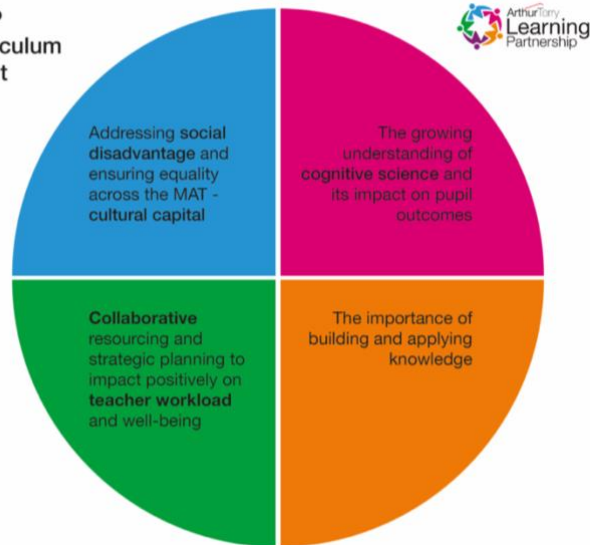 culum
t
Arthur Terry
Learning
Partnership
Addressing social
disadvantage and
ensuring equality
across the MAT -
cultural capital
The growing
understanding of
cognitive science and
its impact on pupil
outcomes
Collaborative
resourcing and
strategic planning to
impact positively on
teacher workload
and well-being
The importance of
building and applying
knowledge